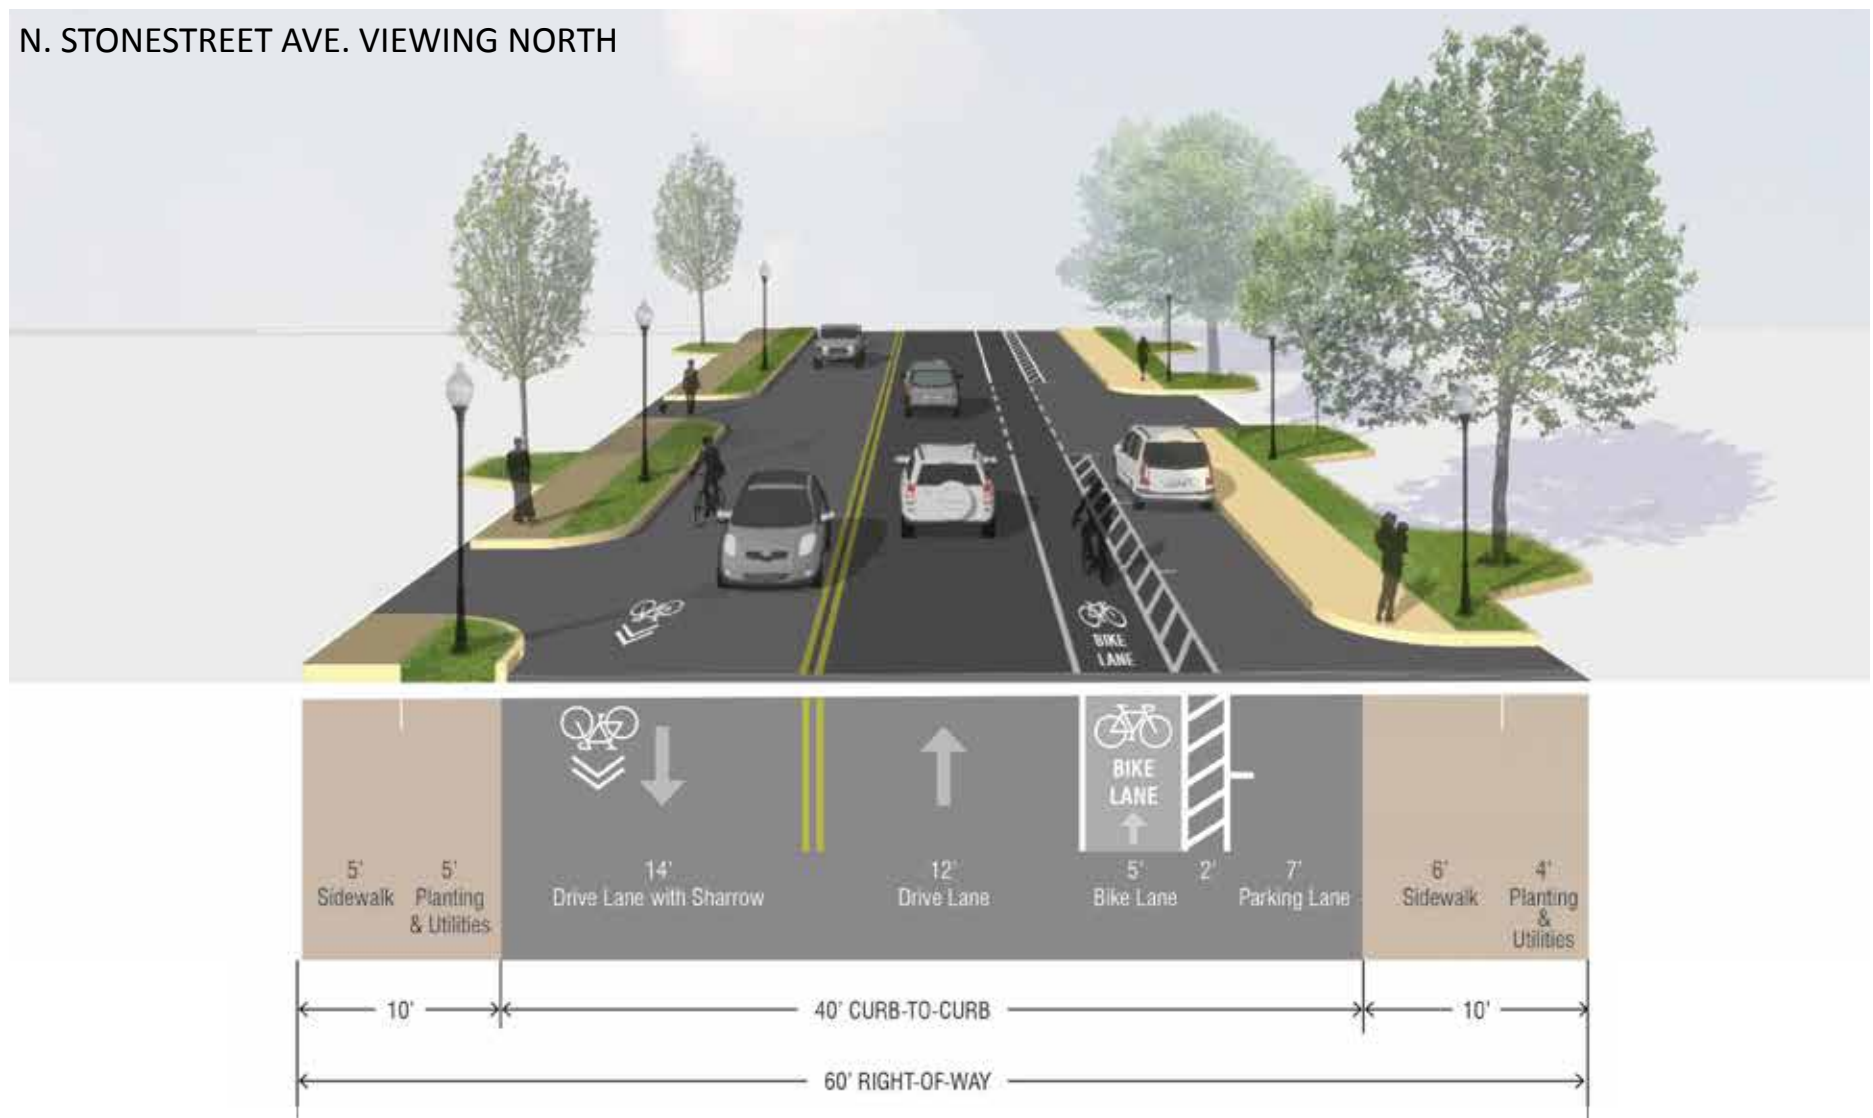 N. STONESTREET AVE. VIEWING NORTH
BIKE
LANE
BIKE
LANE
5'
Sidewalk
5'
Planting
& Utilities
14'
Drive Lane with Sharrow
12'
Drive Lane
5'
Bike Lane
2'
7'
Parking Lane
6'
Sidewalk
4'
Planting
&
Utilities
10'
40' CURB-TO-CURB
10'
60' RIGHT-OF-WAY